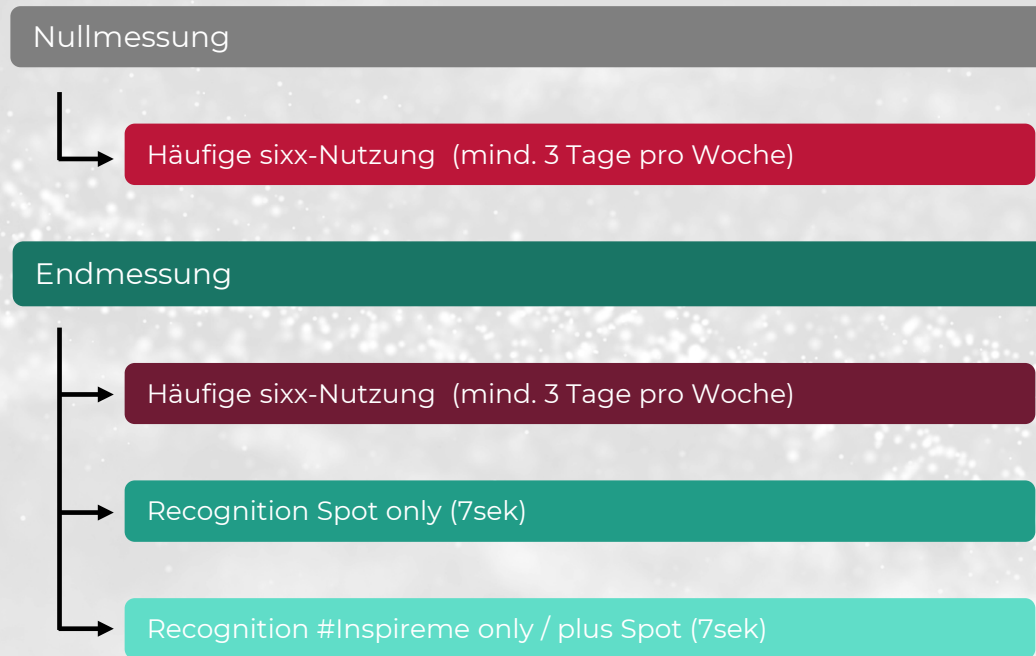 Nullmessung
Häufige sixx-Nutzung (mind. 3 Tage pro Woche)
Endmessung
Häufige sixx-Nutzung (mind. 3 Tage pro Woche)
Recognition Spot only (7sek)
Recognition #Inspireme only / plus Spot (7sek)